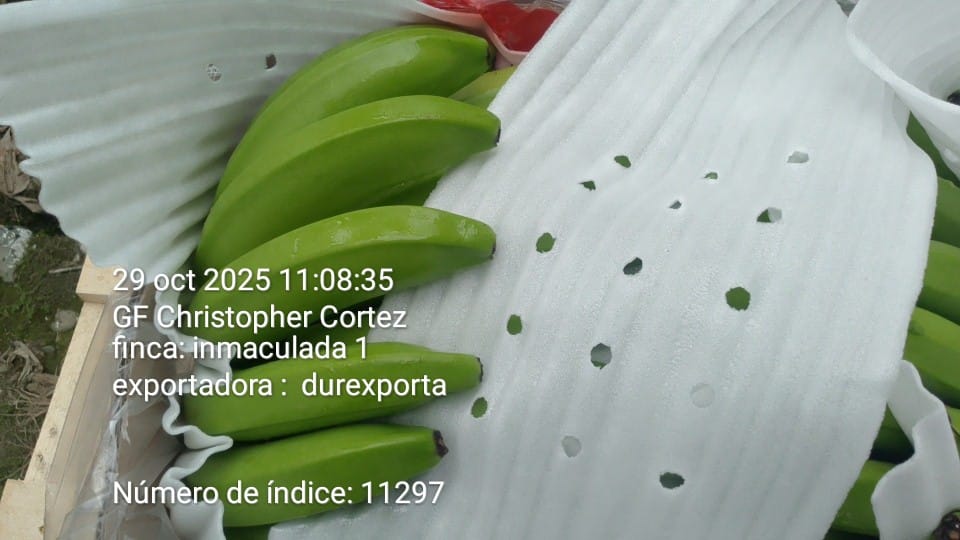 29 oct 2025 11:08:35
GF Christopher Cortez
finca: inmaculada 1
exportadora :  durexporta
Número de índice: 11297